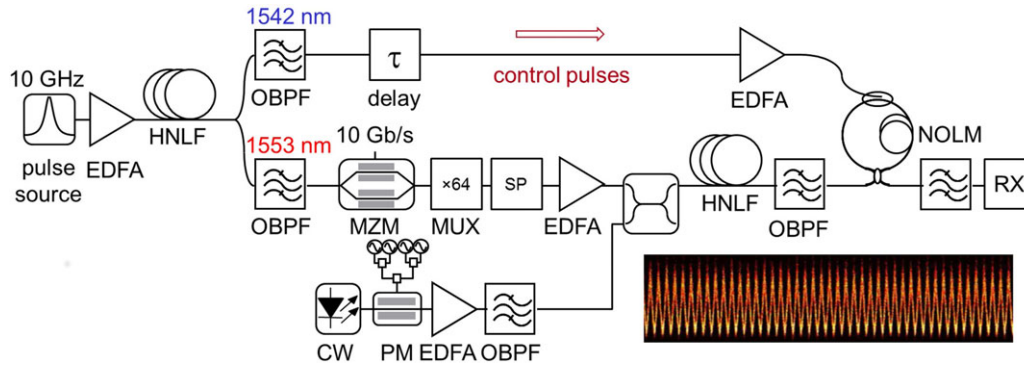 1542 nm
10 GHz
τ
control pulses
OBPF
delay
EDFA
HNLF
pulse
source
EDFA
NOLM
1553 nm
10 Gb/s
×64
SP
RX
OBPF
MZM
MUX
EDFA
HNLF
OBPF
CW
PM
EDFA
OBPF